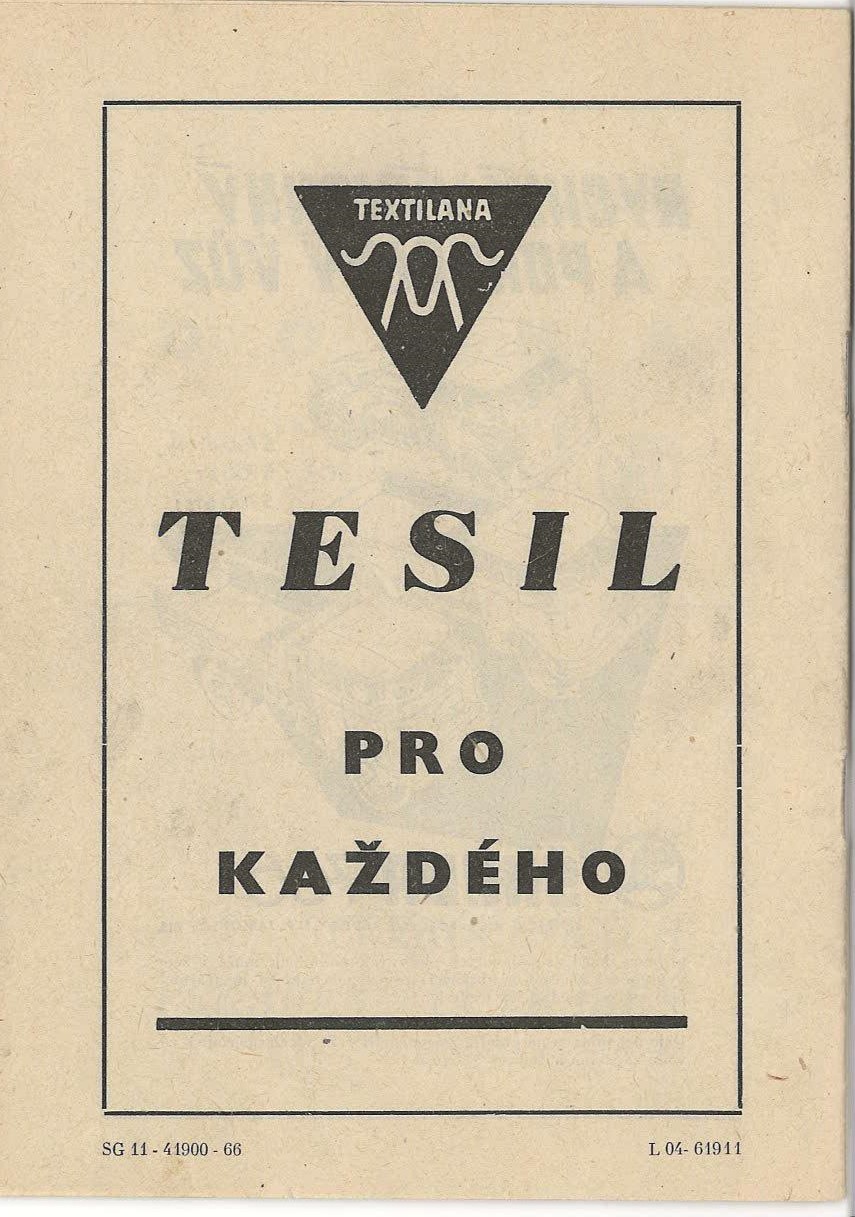 TEXTILANA
TESIL
PRO
KAŽDÉHO
SG 11 - 41900 - 66
L 04- 61911